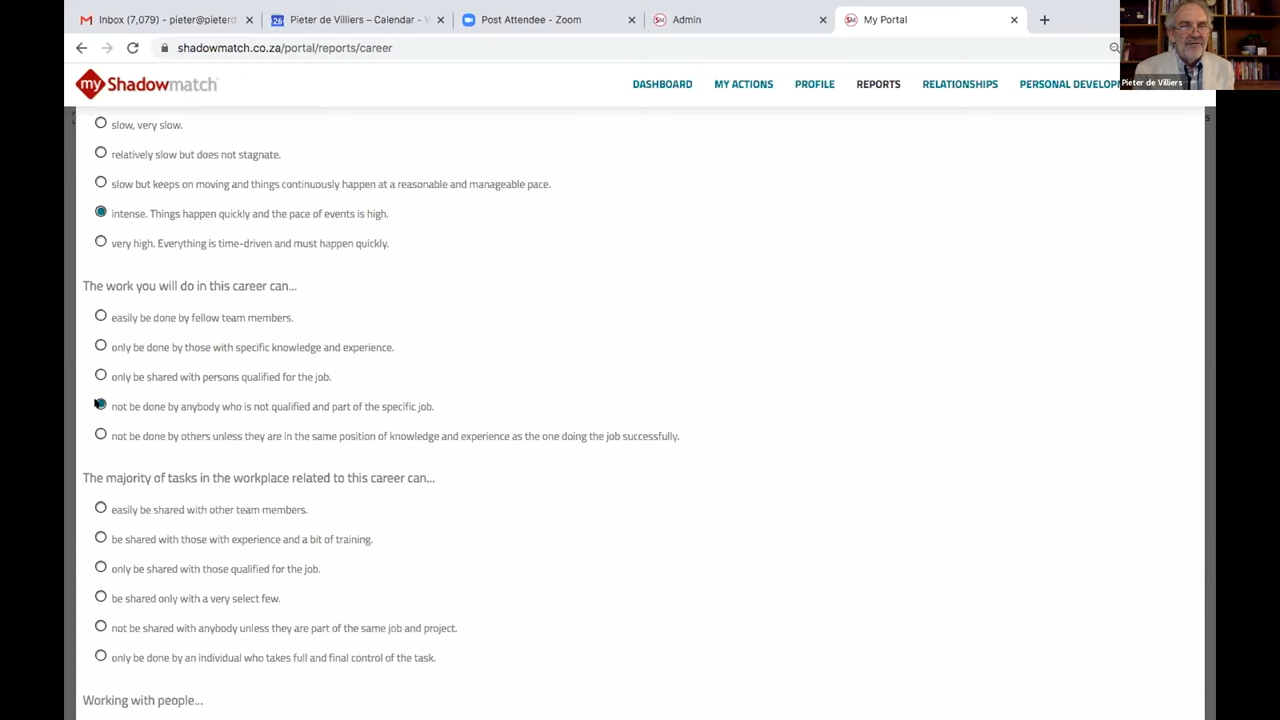 Inbox (7,079) - pieter@pieterd
26
Pieter de Villiers – Calendar -
Post Attendee - Zoom
SM
Admin
SM
My Portal
shadowmatch.co.za/portal/reports/career
Pieter de Villiers
my Shadowmatch
DASHBOARD
MY ACTIONS
PROFILE
REPORTS
RELATIONSHIPS
PERSONAL DEVELOPM
slow, very slow.
relatively slow but does not stagnate.
slow but keeps on moving and things continuously happen at a reasonable and manageable pace.
intense. Things happen quickly and the pace of events is high.
very high. Everything is time-driven and must happen quickly.
The work you will do in this career can...
easily be done by fellow team members.
only be done by those with specific knowledge and experience.
only be shared with persons qualified for the job.
not be done by anybody who is not qualified and part of the specific job.
not be done by others unless they are in the same position of knowledge and experience as the one doing the job successfully.
The majority of tasks in the workplace related to this career can...
easily be shared with other team members.
be shared with those with experience and a bit of training.
only be shared with those qualified for the job.
be shared only with a very select few.
not be shared with anybody unless they are part of the same job and project.
only be done by an individual who takes full and final control of the task.
Working with people...